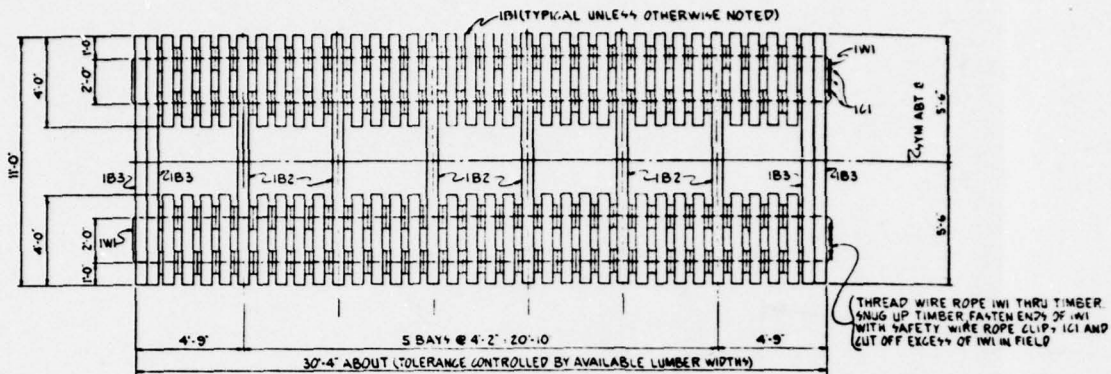 1B1 (TYPICAL UNLESS OTHERWISE NOTED)
1'-0"
4'-0"
2'-0"
1W1
1C1
5'-6"
SYM ABT ℄
11'-0"
1B3
1B3
1B2
1B2
1B2
1B3
1B3
4'-0"
1W1
2'-0"
1'-0"
5'-6"
THREAD WIRE ROPE 1W1 THRU TIMBER
SNUG UP TIMBER, FASTEN ENDS OF 1W1
WITH SAFETY WIRE ROPE CLIPS 1C1 AND
CUT OFF EXCESS OF 1W1 IN FIELD
4'-9"
5 BAYS @ 4'-2" = 20'-10"
4'-9"
30'-4" ABOUT (TOLERANCE CONTROLLED BY AVAILABLE LUMBER WIDTHS)